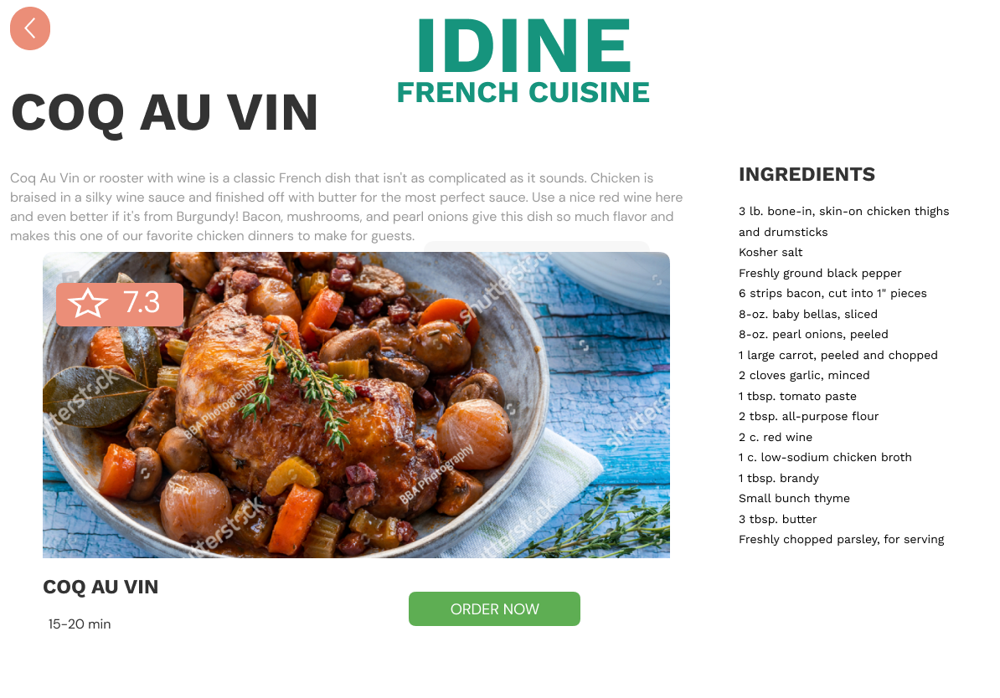 IDINE
FRENCH CUISINE
COQ AU VIN
Coq Au Vin or rooster with wine is a classic French dish that isn't as complicated as it sounds. Chicken is
braised in a silky wine sauce and finished off with butter for the most perfect sauce. Use a nice red wine here
and even better if it's from Burgundy! Bacon, mushrooms, and pearl onions give this dish so much flavor and
makes this one of our favorite chicken dinners to make for guests.
7.3
shutterstock
shutterstock
BBA Photography
shutterstock
BBA Photography
shutterstock
shutterstock
COQ AU VIN
15-20 min
ORDER NOW
INGREDIENTS
3 lb. bone-in, skin-on chicken thighs
and drumsticks
Kosher salt
Freshly ground black pepper
6 strips bacon, cut into 1" pieces
8-oz. baby bellas, sliced
8-oz. pearl onions, peeled
1 large carrot, peeled and chopped
2 cloves garlic, minced
1 tbsp. tomato paste
2 tbsp. all-purpose flour
2 c. red wine
1 c. low-sodium chicken broth
1 tbsp. brandy
Small bunch thyme
3 tbsp. butter
Freshly chopped parsley, for serving